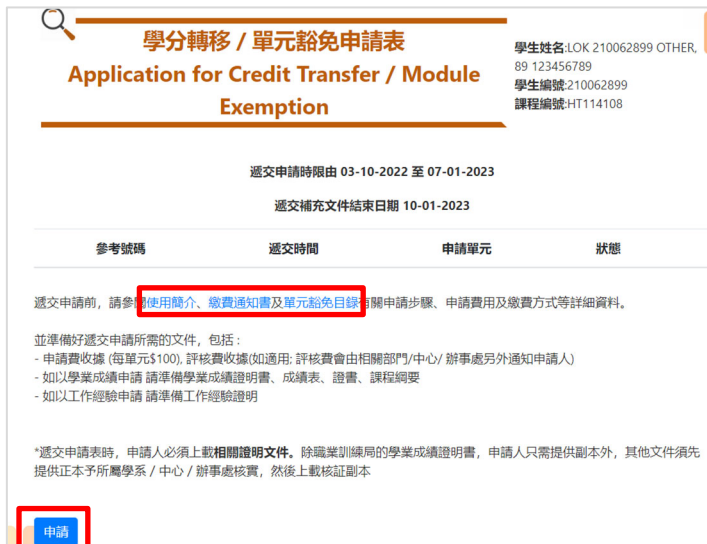 學分轉移 / 單元豁免申請表
Application for Credit Transfer / Module
Exemption
學生姓名:LOK 210062899 OTHER,
89 123456789
學生編號:210062899
課程編號:HT114108
遞交申請時限由 03-10-2022 至 07-01-2023
遞交補充文件結束日期 10-01-2023
參考號碼 遞交時間 申請單元 狀態
遞交申請前，請參閱使用簡介、繳費通知書及單元豁免目錄有關申請步驟、申請費用及繳費方式等詳細資料。
並準備好遞交申請所需的文件，包括 :
- 申請費收據 (每單元$100), 評核費收據(如適用; 評核費會由相關部門/中心/ 辦事處另外通知申請人)
- 如以學業成績申請 請準備學業成績證明書、成績表、證書、課程綱要
- 如以工作經驗申請 請準備工作經驗證明
*遞交申請表時，申請人必須上載相關證明文件。除職業訓練局的學業成績證明書，申請人只需提供副本外，其他文件須先
提供正本予所屬學系 / 中心 / 辦事處核實，然後上載核証副本
申請